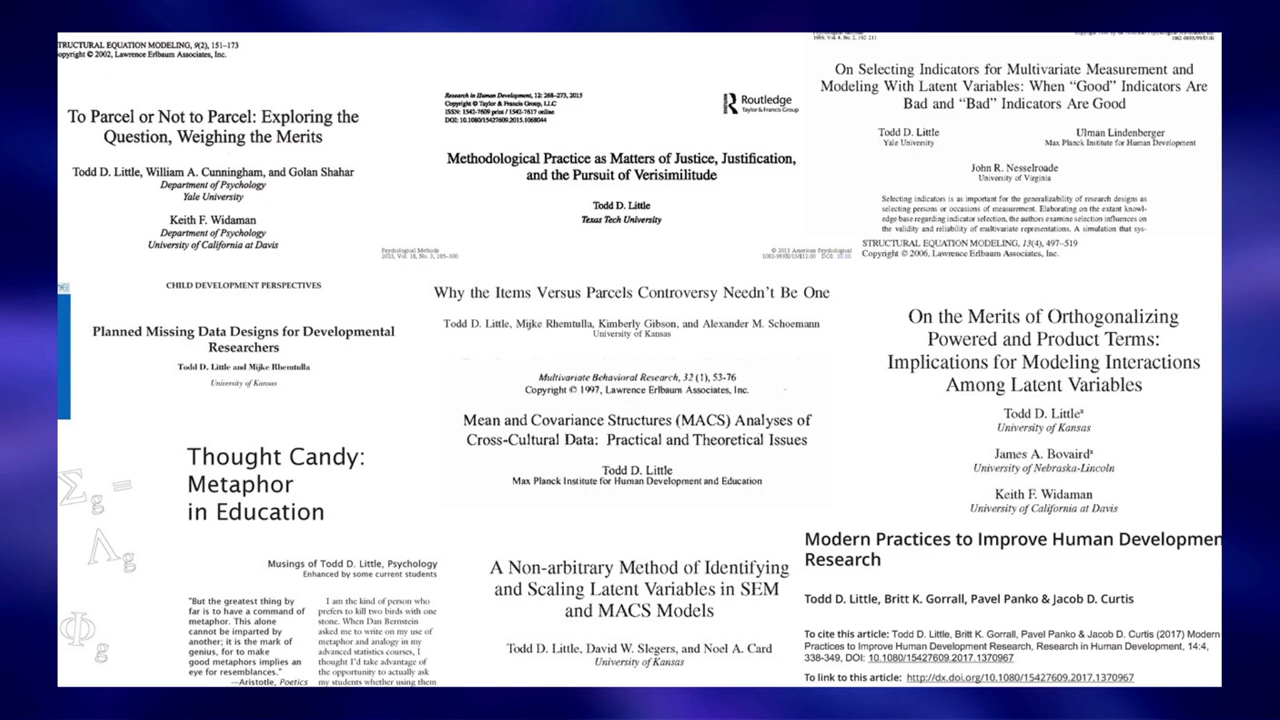 TRUCTURAL EQUATION MODELING, 9(2), 151–173
opyright © 2002, Lawrence Erlbaum Associates, Inc.
To Parcel or Not to Parcel: Exploring the
Question, Weighing the Merits
Todd D. Little, William A. Cunningham, and Golan Shahar
Department of Psychology
Yale University
Keith F. Widaman
Department of Psychology
University of California at Davis
Research in Human Development, 12: 268–273, 2015
Copyright © Taylor & Francis Group, LLC
ISSN: 1542-7609 print / 1542-7617 online
DOI: 10.1080/15427609.2015.1068044
Routledge
Taylor & Francis Group
Methodological Practice as Matters of Justice, Justification,
and the Pursuit of Verisimilitude
Todd D. Little
Texas Tech University
On Selecting Indicators for Multivariate Measurement and
Modeling With Latent Variables: When “Good” Indicators Are
Bad and “Bad” Indicators Are Good
Todd D. Little
Yale University
Ulman Lindenberger
Max Planck Institute for Human Development
John R. Nesselroade
University of Virginia
Selecting indicators is as important for the generalizability of research designs as
selecting persons or occasions of measurement. Elaborating on the extant knowl-
edge base regarding indicator selection, the authors examine selection influences on
the validity and reliability of multivariate representations. A simulation that sys-
CHILD DEVELOPMENT PERSPECTIVES
Planned Missing Data Designs for Developmental
Researchers
Todd D. Little and Mijke Rhemtulla
University of Kansas
Psychological Methods
2013, Vol. 18, No. 3, 285–300
© 2013 American Psychological
Why the Items Versus Parcels Controversy Needn’t Be One
Todd D. Little, Mijke Rhemtulla, Kimberly Gibson, and Alexander M. Schoemann
University of Kansas
Multivariate Behavioral Research, 32 (1), 53-76
Copyright © 1997, Lawrence Erlbaum Associates, Inc.
Mean and Covariance Structures (MACS) Analyses of
Cross-Cultural Data: Practical and Theoretical Issues
Todd D. Little
Max Planck Institute for Human Development and Education
STRUCTURAL EQUATION MODELING, 13(4), 497–519
Copyright © 2006, Lawrence Erlbaum Associates, Inc.
On the Merits of Orthogonalizing
Powered and Product Terms:
Implications for Modeling Interactions
Among Latent Variables
Todd D. Littleª
University of Kansas
James A. Bovairdª
University of Nebraska-Lincoln
Keith F. Widaman
University of California at Davis
Σg =
Λg
Φg
Thought Candy:
Metaphor
in Education
Musings of Todd D. Little, Psychology
Enhanced by some current students
"But the greatest thing by
far is to have a command of
metaphor. This alone
cannot be imparted by
another; it is the mark of
genius, for to make
good metaphors implies an
eye for resemblances."
—Aristotle, Poetics
I am the kind of person who
prefers to kill two birds with one
stone. When Dan Bernstein
asked me to write on my use of
metaphor and analogy in my
advanced statistics courses, I
thought I'd take advantage of
the opportunity to actually ask
my students whether using them
A Non-arbitrary Method of Identifying
and Scaling Latent Variables in SEM
and MACS Models
Todd D. Little, David W. Slegers, and Noel A. Card
University of Kansas
Modern Practices to Improve Human Developmen
Research
Todd D. Little, Britt K. Gorrall, Pavel Panko & Jacob D. Curtis
To cite this article: Todd D. Little, Britt K. Gorrall, Pavel Panko & Jacob D. Curtis (2017) Modern
Practices to Improve Human Development Research, Research in Human Development, 14:4,
338-349, DOI: 10.1080/15427609.2017.1370967
To link to this article: http://dx.doi.org/10.1080/15427609.2017.1370967